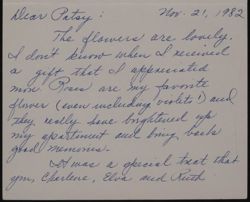 Dear Patsy: Nov. 21, 1982
The flowers are lovely.
I don't know when I received
a gift that I appreciated
more. Roses are my favorite
flower (even including violets!) and
they really have brightened up
my apartment and bring back
good memories.
It was a special treat that
you, Charlene, Elva and Ruth